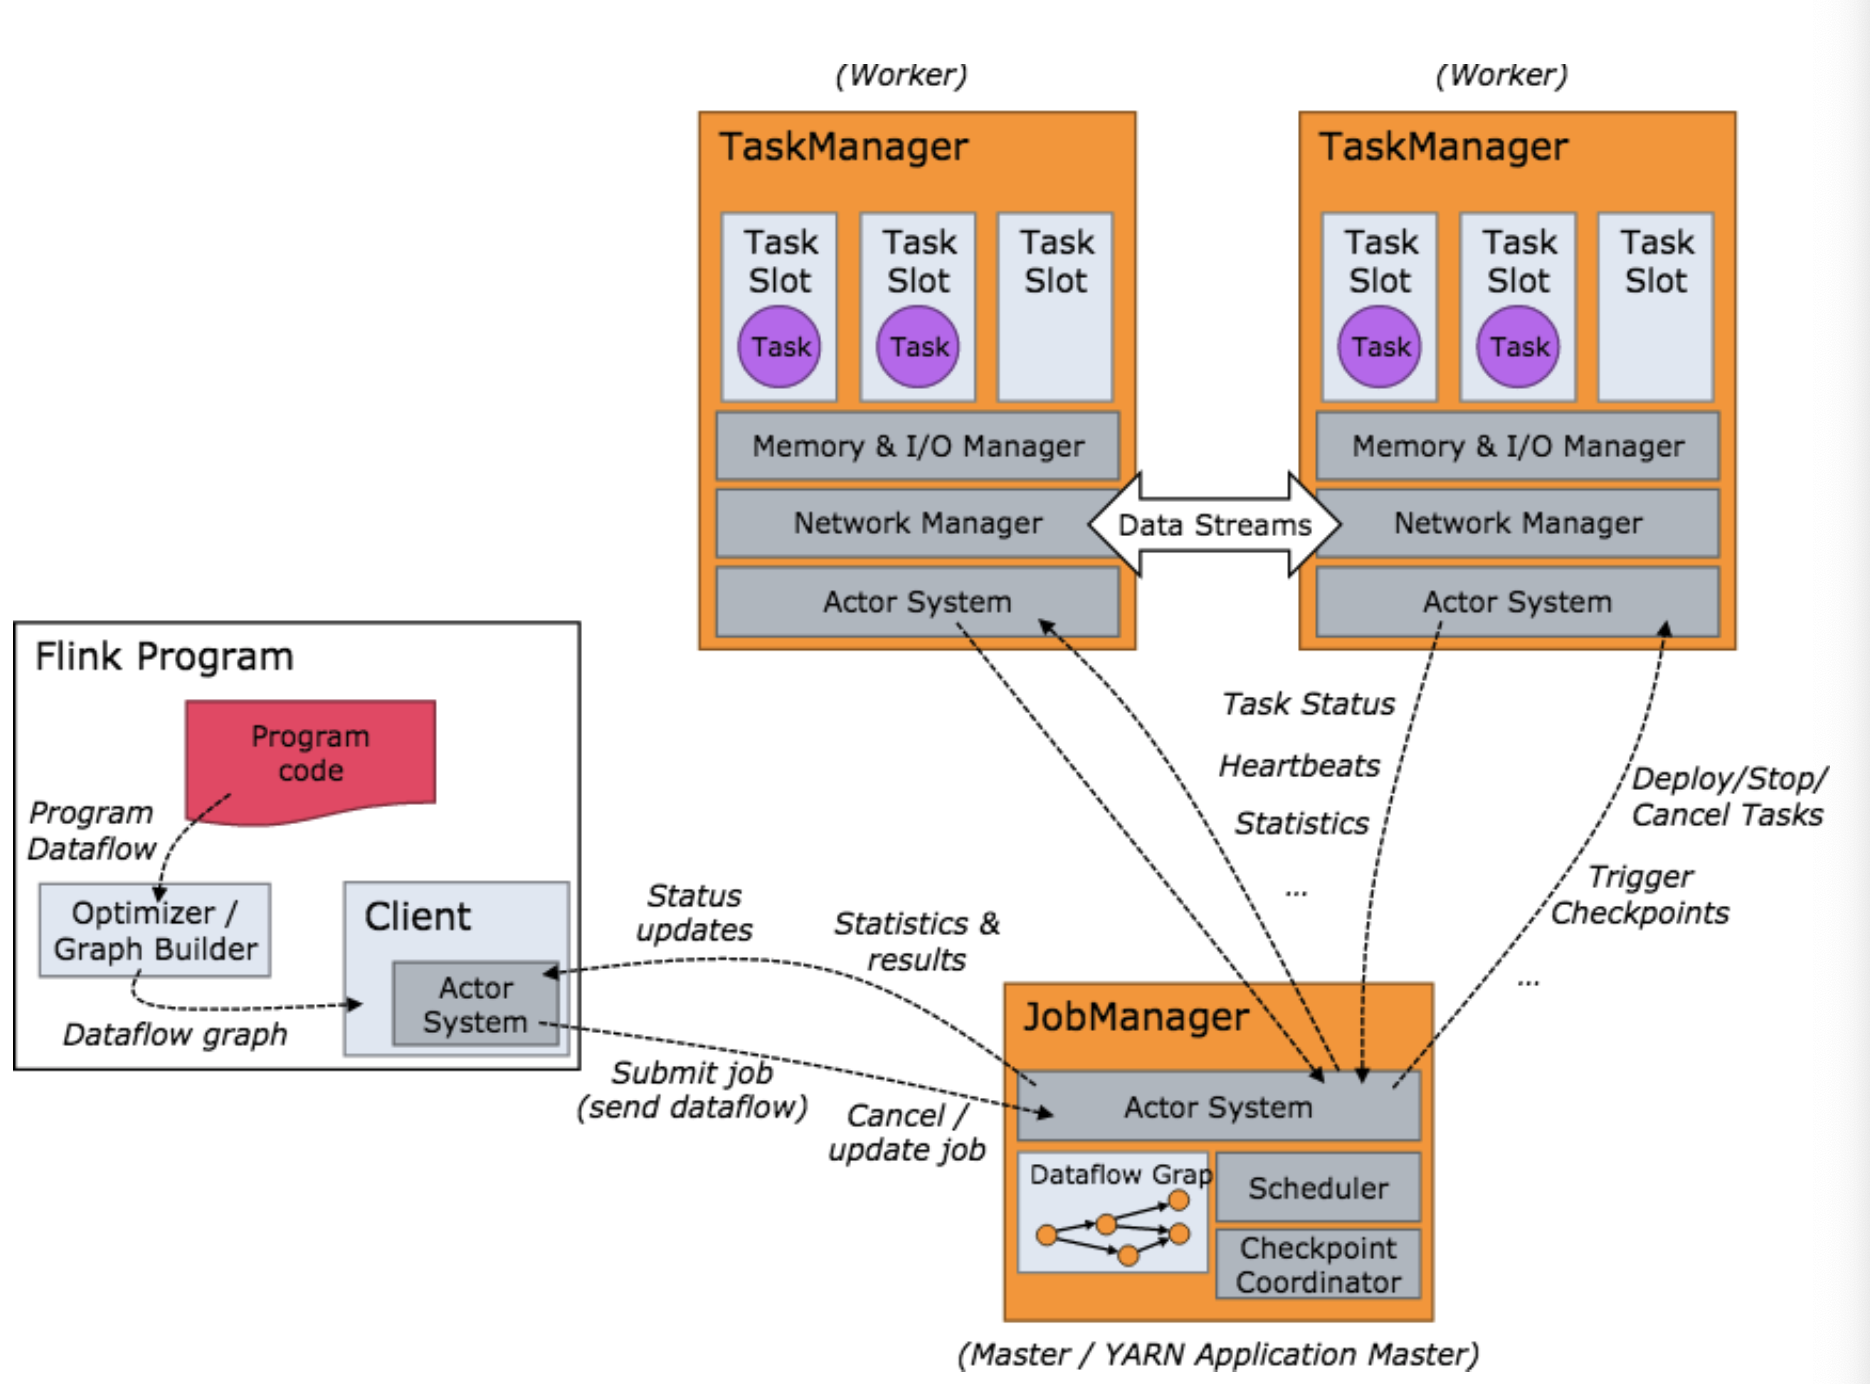 (Worker)
(Worker)
TaskManager
TaskManager
Task
Slot
Task
Task
Slot
Task
Task
Slot
Task
Slot
Task
Task
Slot
Task
Task
Slot
Memory & I/O Manager
Memory & I/O Manager
Network Manager
Data Streams
Network Manager
Actor System
Actor System
Flink Program
Program
code
Program
Dataflow
Optimizer /
Graph Builder
Dataflow graph
Client
Actor
System
Status
updates
Statistics &
results
Submit job
(send dataflow)
Cancel /
update job
Task Status
Heartbeats
Statistics
...
Deploy/Stop/
Cancel Tasks
Trigger
Checkpoints
...
JobManager
Actor System
Dataflow Grap
Scheduler
Checkpoint
Coordinator
(Master / YARN Application Master)